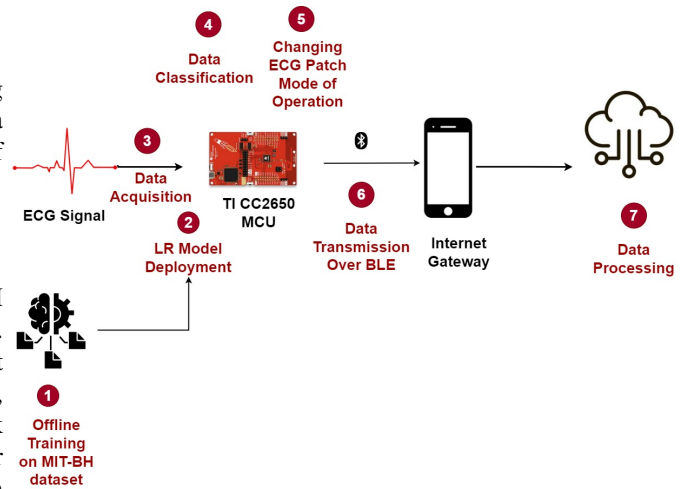 4
Data
Classification
5
Changing
ECG Patch
Mode of
Operation
3
Data
Acquisition
ECG Signal
TI CC2650
MCU
2
LR Model
Deployment
6
Data
Transmission
Over BLE
Internet
Gateway
7
Data
Processing
1
Offline
Training
on MIT-BH
dataset